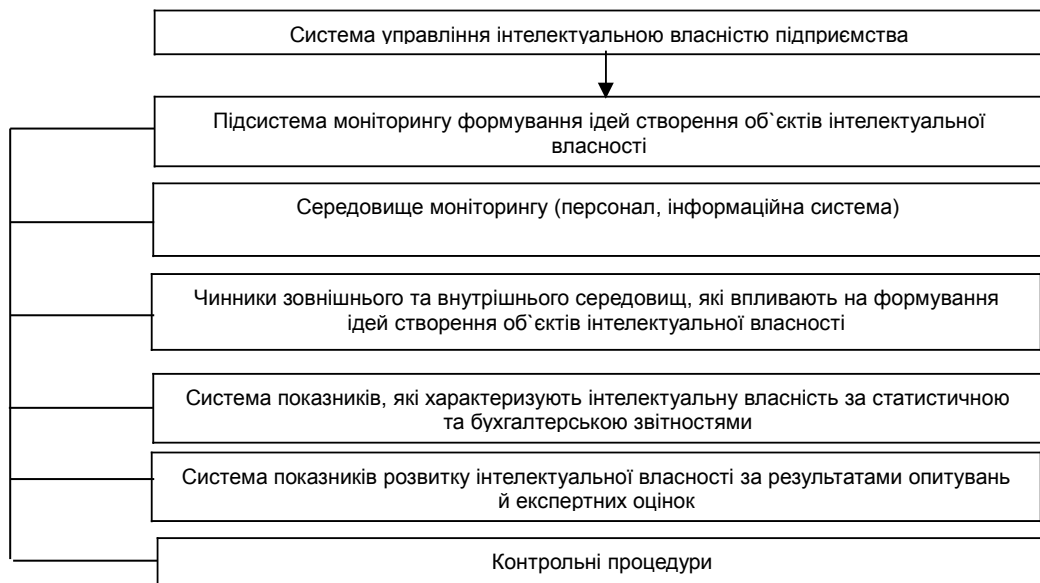 Система управління інтелектуальною власністю підприємства
Підсистема моніторингу формування ідей створення об`єктів інтелектуальної
власності
Середовище моніторингу (персонал, інформаційна система)
Чинники зовнішнього та внутрішнього середовищ, які впливають на формування
ідей створення об`єктів інтелектуальної власності
Система показників, які характеризують інтелектуальну власність за статистичною
та бухгалтерською звітностями
Система показників розвитку інтелектуальної власності за результатами опитувань
й експертних оцінок
Контрольні процедури